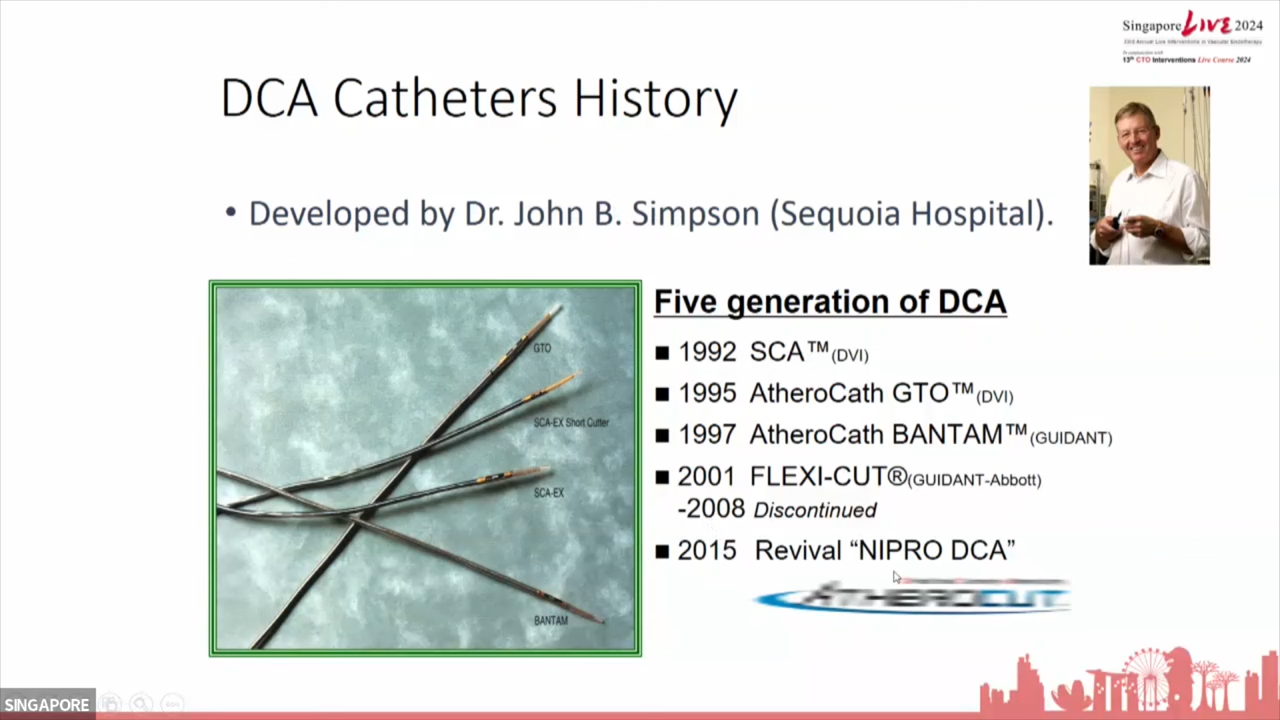 Singapore LIVE 2024
13th CTO Interventions Live Course 2024
DCA Catheters History
• Developed by Dr. John B. Simpson (Sequoia Hospital).
GTO
SCA-EX Short Cutter
SCA-EX
BANTAM
Five generation of DCA
■ 1992 SCA™(DVI)
■ 1995 AtheroCath GTO™(DVI)
■ 1997 AtheroCath BANTAM™(GUIDANT)
■ 2001 FLEXI-CUT®(GUIDANT-Abbott)
-2008 Discontinued
■ 2015 Revival “NIPRO DCA”
ATHEROCUT
SINGAPORE